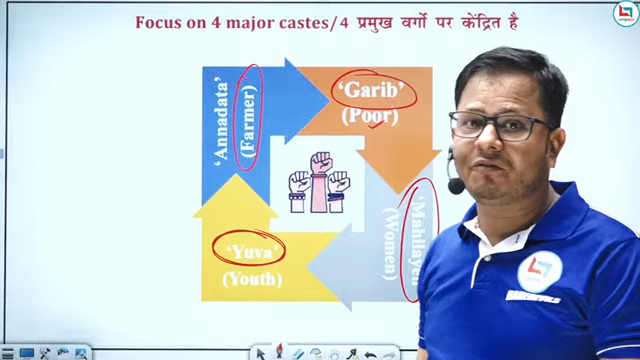 Focus on 4 major castes/4 प्रमुख वर्गो पर केंद्रित है
'Annadata'
(Farmer)
'Garib'
(Poor)
'Mahilayen
(Women)
'Yuva'
(Youth)